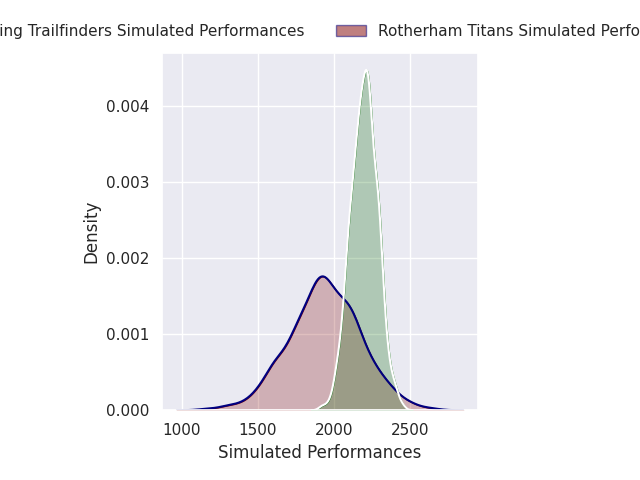 ing Trailfinders Simulated Performances Rotherham Titans Simulated Perfo
0.004
0.003
0.002
0.001
0.000
Density
1000 1500 2000 2500
Simulated Performances